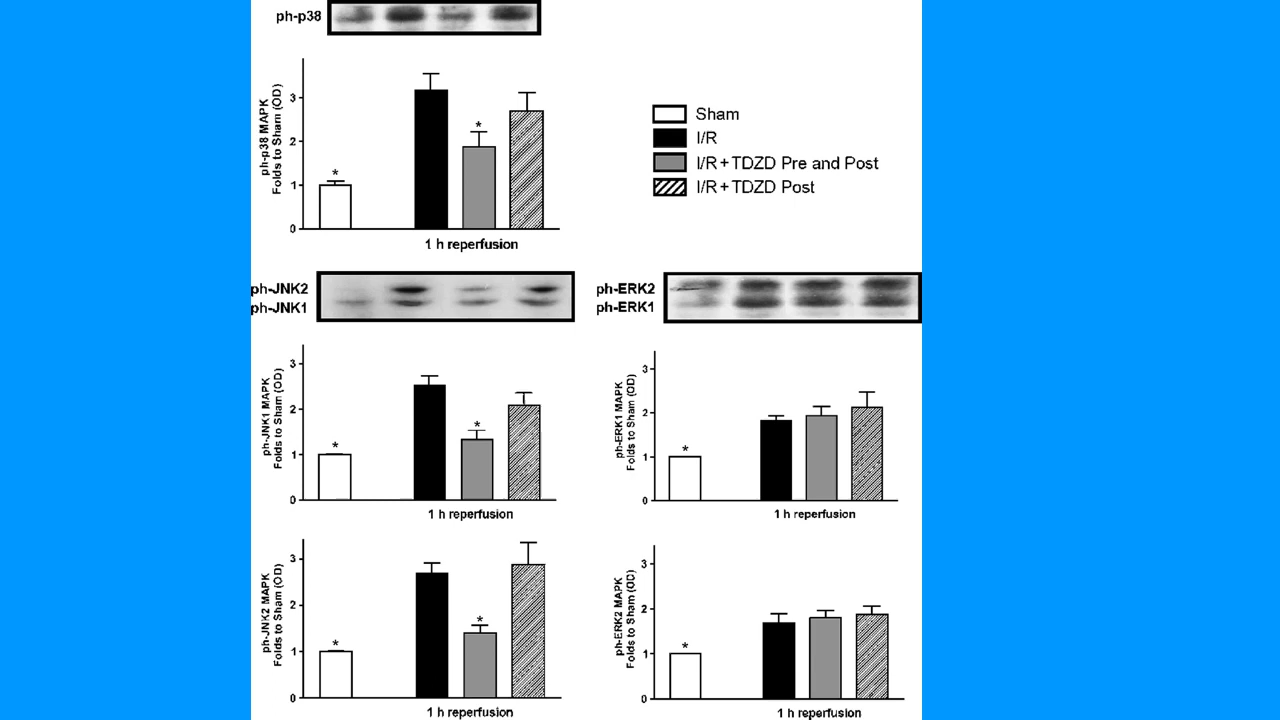 ph-p38
ph-p38 MAPK
Folds to Sham (OD)
3
2
1
0
*
*
1 h reperfusion
Sham
I/R
I/R+TDZD Pre and Post
I/R+TDZD Post
ph-JNK2
ph-JNK1
ph-ERK2
ph-ERK1
ph-JNK1 MAPK
Folds to Sham (OD)
3
2
1
0
*
*
1 h reperfusion
ph-ERK1 MAPK
Folds to Sham (OD)
3
2
1
0
*
1 h reperfusion
ph-JNK2 MAPK
Folds to Sham (OD)
3
2
1
0
*
*
1 h reperfusion
ph-ERK2 MAPK
Folds to Sham (OD)
3
2
1
0
*
1 h reperfusion